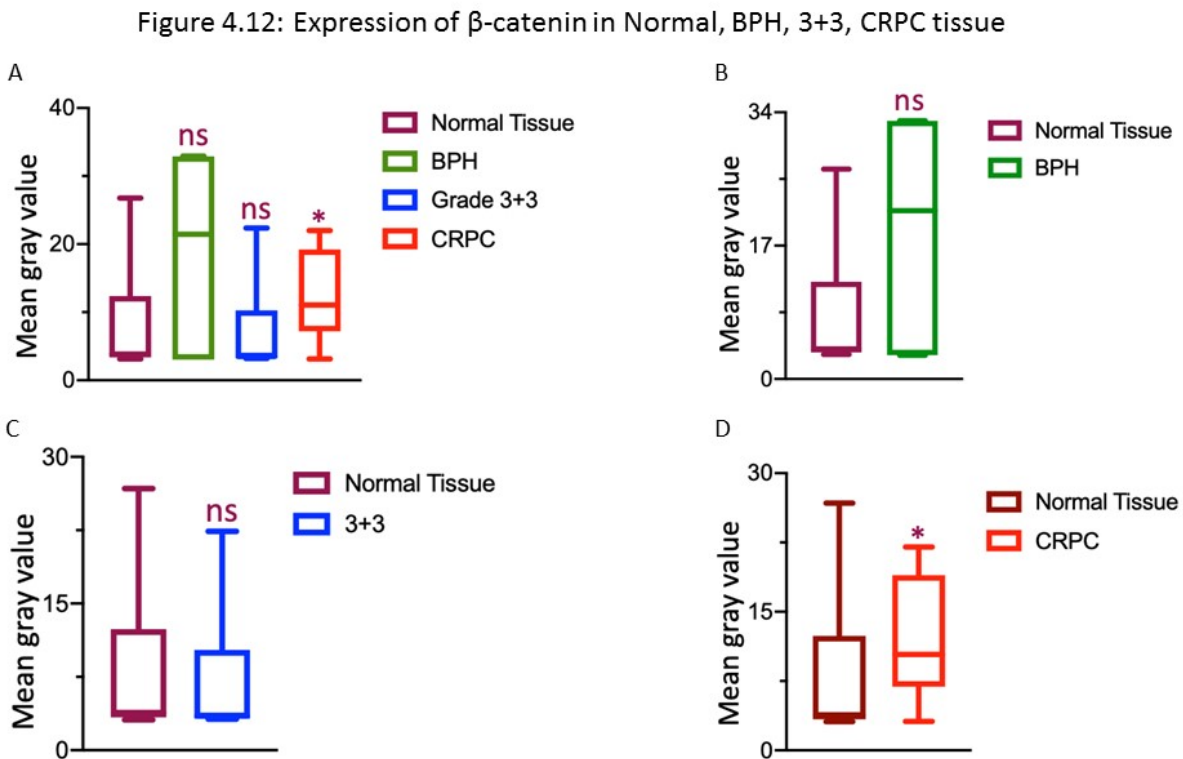 Figure 4.12: Expression of β-catenin in Normal, BPH, 3+3, CRPC tissue
A
Mean gray value
40
20
0
ns
ns
*
Normal Tissue
BPH
Grade 3+3
CRPC
B
Mean gray value
34
17
0
ns
Normal Tissue
BPH
C
Mean gray value
30
15
0
ns
Normal Tissue
3+3
D
Mean gray value
30
15
0
*
Normal Tissue
CRPC